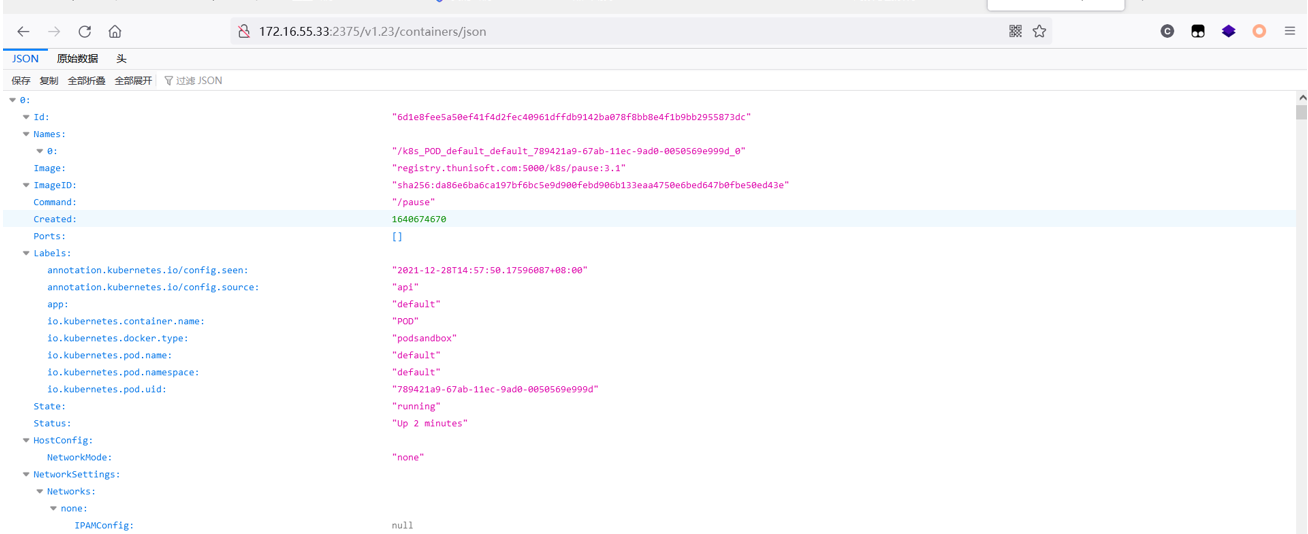 172.16.55.33:2375/v1.23/containers/json
JSON 原始数据 头
保存 复制 全部折叠 全部展开 过滤 JSON
0:
Id: "6d1e8fee5a50ef41f4d2fec40961dffdb9142ba078f8bb8e4f1b9bb2955873dc"
Names:
0: "/k8s_POD_default_default_789421a9-67ab-11ec-9ad0-0050569e999d_0"
Image: "registry.thunisoft.com:5000/k8s/pause:3.1"
ImageID: "sha256:da86e6ba6ca197bf6bc5e9d900febd906b133eaa4750e6bed647b0fbe50ed43e"
Command: "/pause"
Created: 1640674670
Ports: []
Labels:
annotation.kubernetes.io/config.seen: "2021-12-28T14:57:50.17596087+08:00"
annotation.kubernetes.io/config.source: "api"
app: "default"
io.kubernetes.container.name: "POD"
io.kubernetes.docker.type: "podsandbox"
io.kubernetes.pod.name: "default"
io.kubernetes.pod.namespace: "default"
io.kubernetes.pod.uid: "789421a9-67ab-11ec-9ad0-0050569e999d"
State: "running"
Status: "Up 2 minutes"
HostConfig:
NetworkMode: "none"
NetworkSettings:
Networks:
none:
IPAMConfig: null